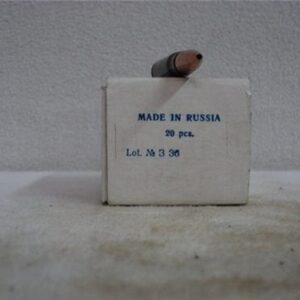 MADE IN RUSSIA
20 pcs.
Lot. № 3 36